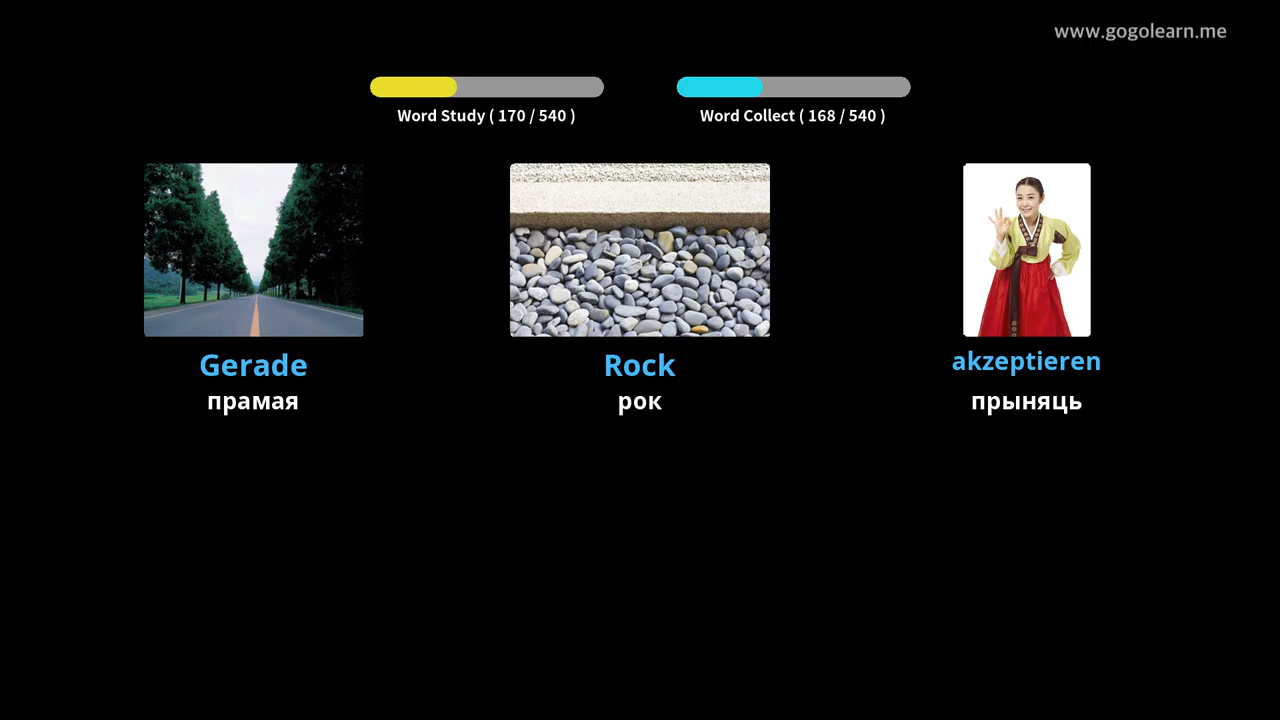 www.gogolearn.me
Word Study ( 170 / 540 )
Word Collect ( 168 / 540 )
Gerade
прамая
Rock
рок
akzeptieren
прыняць